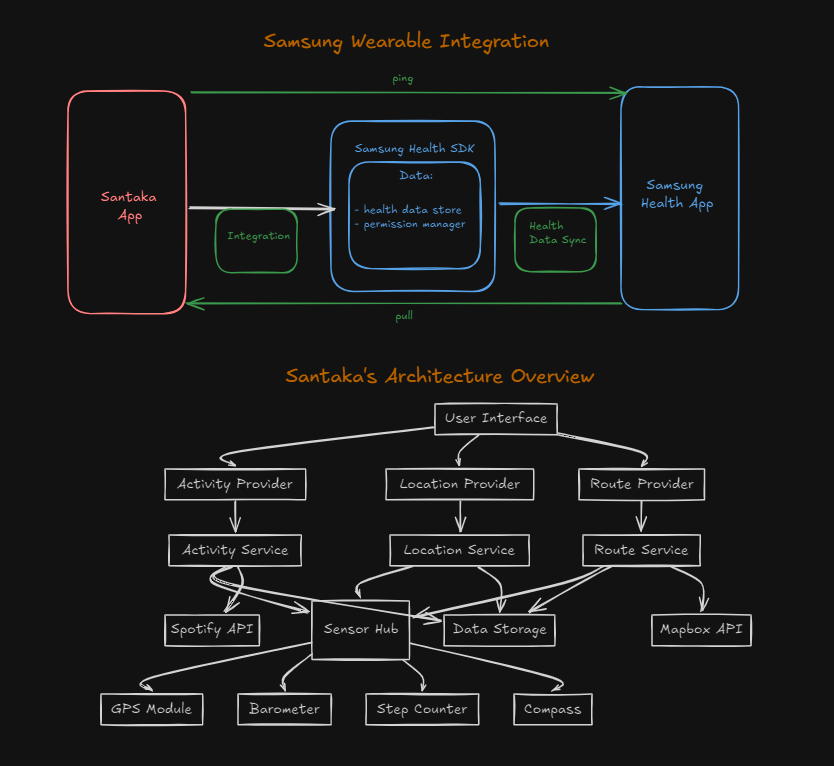 Samsung Wearable Integration
ping
Samsung Health SDK
Data:
- health data store
- permission manager
Santaka
App
Integration
Health
Data Sync
Samsung
Health App
pull
Santaka's Architecture Overview
User Interface
Activity Provider
Location Provider
Route Provider
Activity Service
Location Service
Route Service
Spotify API
Sensor Hub
Data Storage
Mapbox API
GPS Module
Barometer
Step Counter
Compass